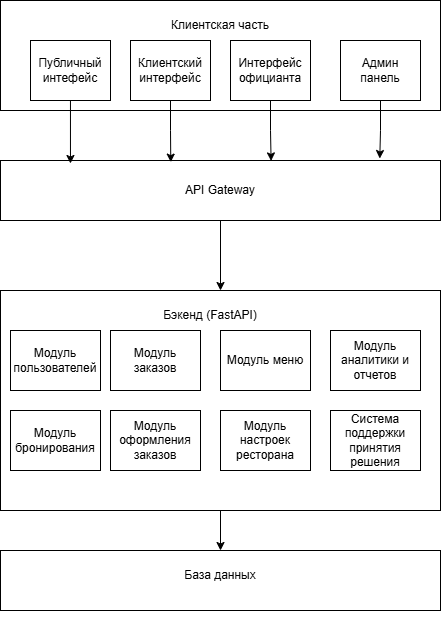 Клиентская часть
Публичный
интефейс
Клиентский
интерфейс
Интерфейс
официанта
Админ
панель
API Gateway
Бэкенд (FastAPI)
Модуль
пользователей
Модуль
заказов
Модуль меню
Модуль
аналитики и
отчетов
Модуль
бронирования
Модуль
оформления
заказов
Модуль
настроек
ресторана
Система
поддержки
принятия
решения
База данных